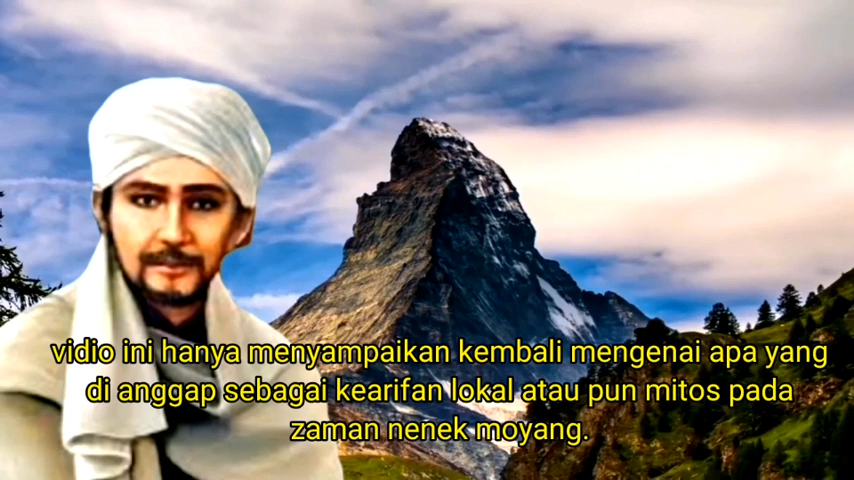 vidio ini hanya menyampaikan kembali mengenai apa yang
di anggap sebagai kearifan lokal atau pun mitos pada
zaman nenek moyang.